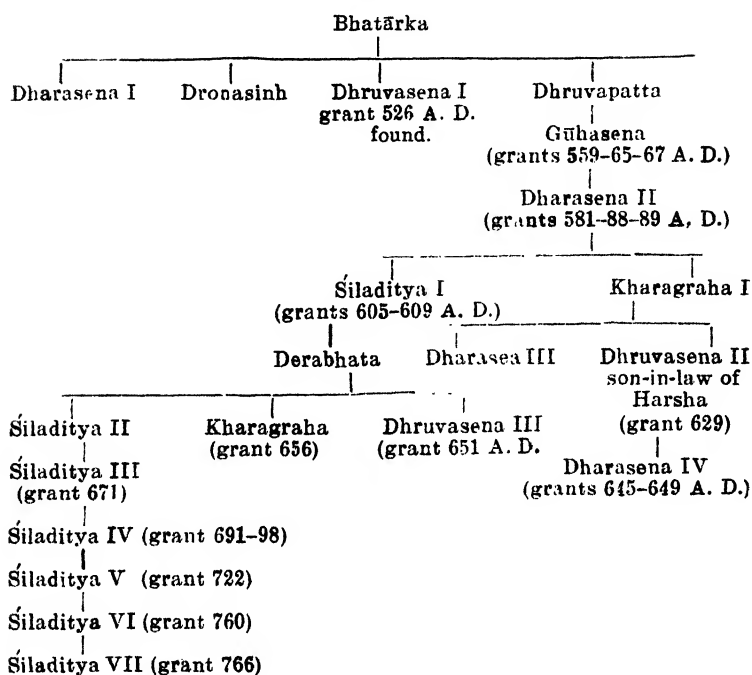 Bhatārka
Dharasena I Dronasinh Dhruvasena I Dhruvapatta
grant 526 A. D.
found.
Gūhasena
(grants 559-65-67 A. D.)
Dharasena II
(grants 581-88-89 A, D.)
Śiladitya I Kharagraha I
(grants 605-609 A. D.)
Derabhata Dharasea III Dhruvasena II
son-in-law of
Harsha
(grant 629)
Śiladitya II Kharagraha Dhruvasena III
(grant 656) (grant 651 A. D.
Śiladitya III Dharasena IV
(grant 671) (grants 645-649 A. D.)
Śiladitya IV (grant 691-98)
Śiladitya V (grant 722)
Śiladitya VI (grant 760)
Śiladitya VII (grant 766)